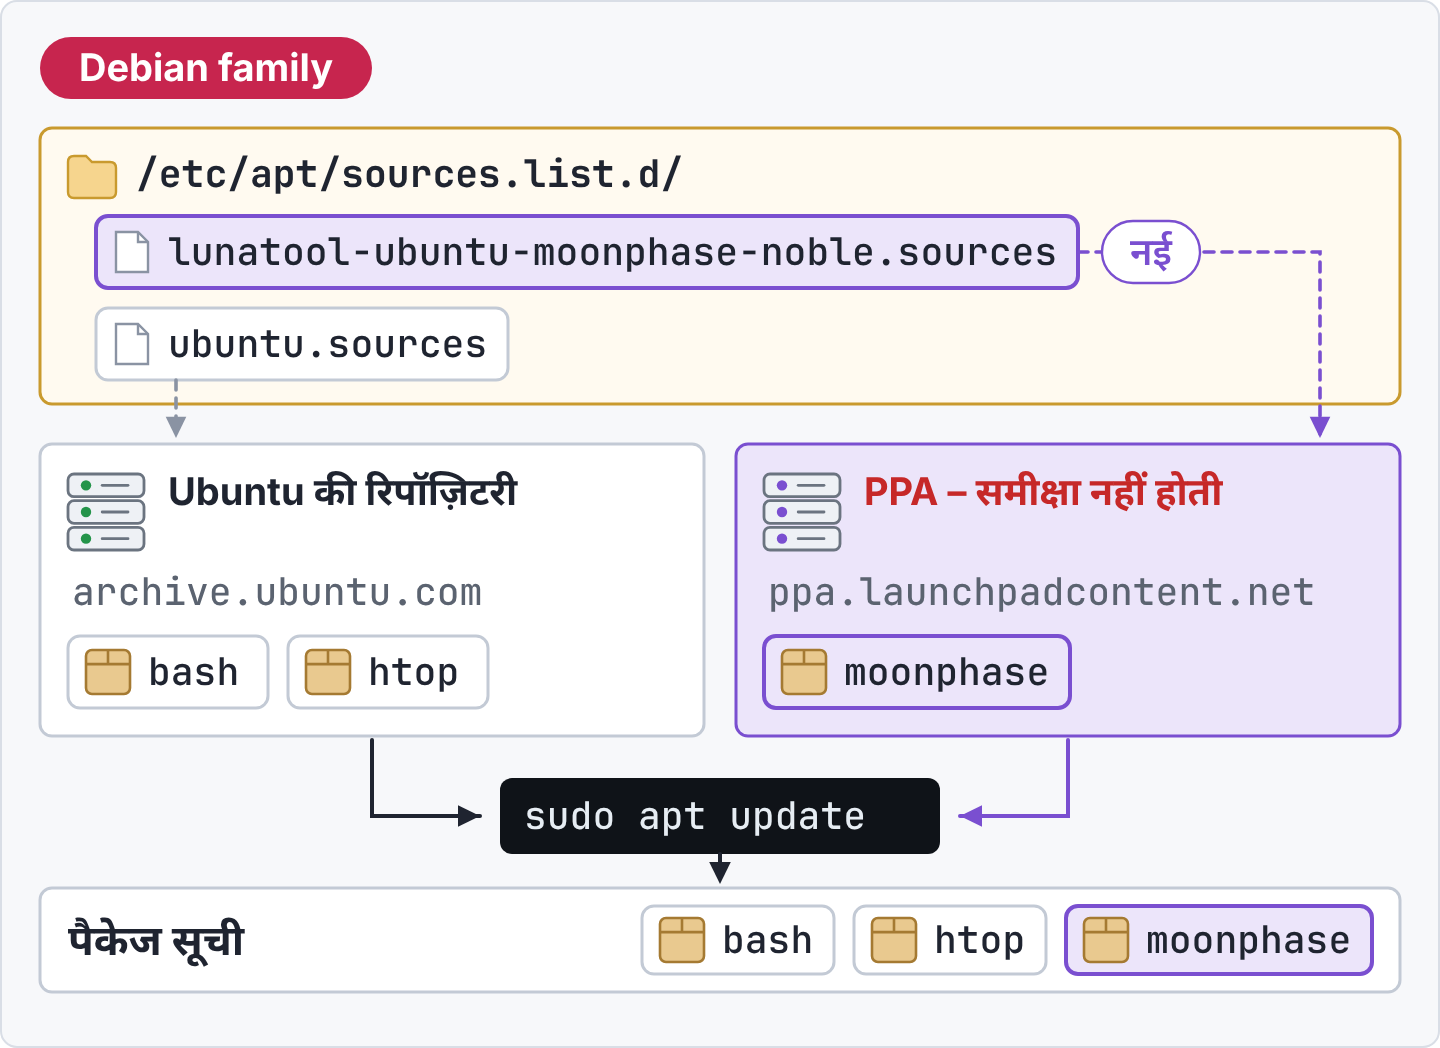 Debian family
/etc/apt/sources.list.d/
lunatool-ubuntu-moonphase-noble.sources
नई
ubuntu.sources
Ubuntu की रिपॉज़िटरी
archive.ubuntu.com
bash
htop
PPA – समीक्षा नहीं होती
ppa.launchpadcontent.net
moonphase
sudo apt update
पैकेज सूची
bash
htop
moonphase